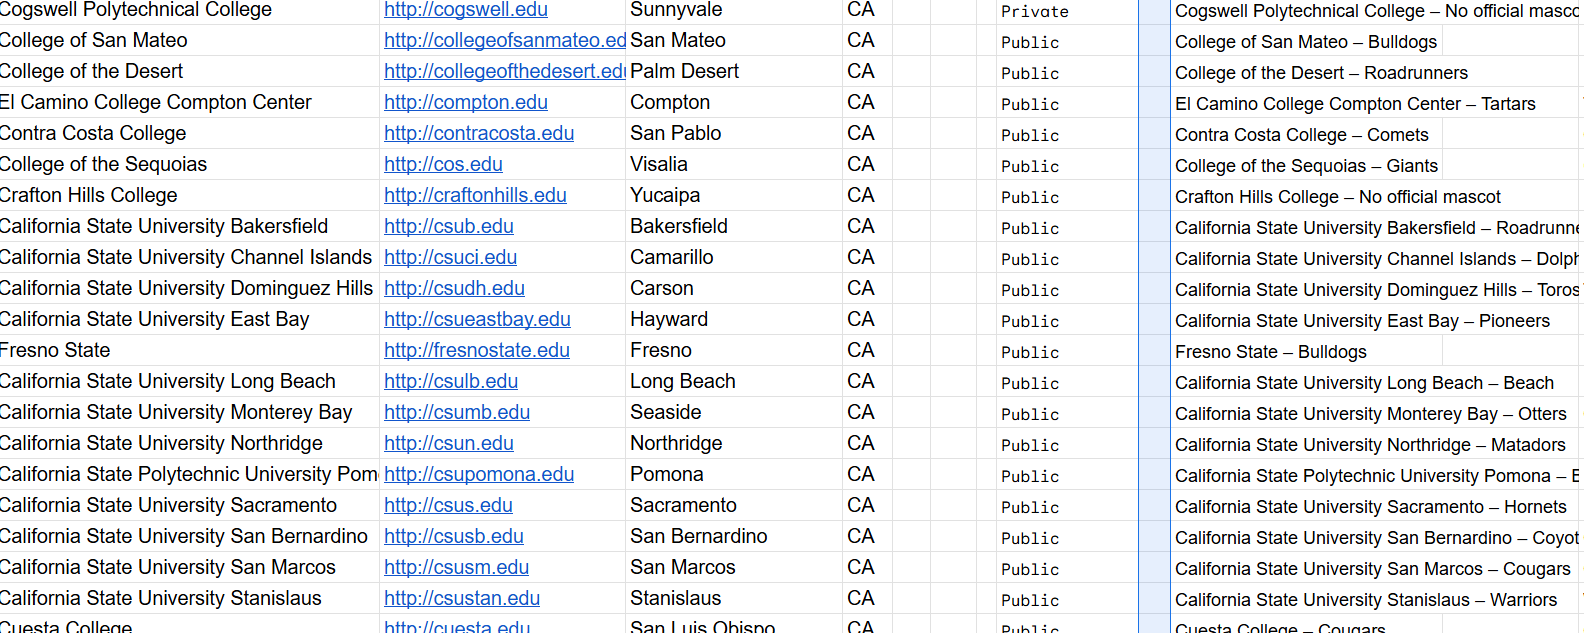 Cogswell Polytechnical College http://cogswell.edu Sunnyvale CA Private Cogswell Polytechnical College – No official masco
College of San Mateo http://collegeofsanmateo.ed San Mateo CA Public College of San Mateo – Bulldogs
College of the Desert http://collegeofthedesert.edu Palm Desert CA Public College of the Desert – Roadrunners
El Camino College Compton Center http://compton.edu Compton CA Public El Camino College Compton Center – Tartars
Contra Costa College http://contracosta.edu San Pablo CA Public Contra Costa College – Comets
College of the Sequoias http://cos.edu Visalia CA Public College of the Sequoias – Giants
Crafton Hills College http://craftonhills.edu Yucaipa CA Public Crafton Hills College – No official mascot
California State University Bakersfield http://csub.edu Bakersfield CA Public California State University Bakersfield – Roadrunne
California State University Channel Islands http://csuci.edu Camarillo CA Public California State University Channel Islands – Dolph
California State University Dominguez Hills http://csudh.edu Carson CA Public California State University Dominguez Hills – Toros
California State University East Bay http://csueastbay.edu Hayward CA Public California State University East Bay – Pioneers
Fresno State http://fresnostate.edu Fresno CA Public Fresno State – Bulldogs
California State University Long Beach http://csulb.edu Long Beach CA Public California State University Long Beach – Beach
California State University Monterey Bay http://csumb.edu Seaside CA Public California State University Monterey Bay – Otters
California State University Northridge http://csun.edu Northridge CA Public California State University Northridge – Matadors
California State Polytechnic University Pom http://csupomona.edu Pomona CA Public California State Polytechnic University Pomona –
California State University Sacramento http://csus.edu Sacramento CA Public California State University Sacramento – Hornets
California State University San Bernardino http://csusb.edu San Bernardino CA Public California State University San Bernardino – Coyot
California State University San Marcos http://csusm.edu San Marcos CA Public California State University San Marcos – Cougars
California State University Stanislaus http://csustan.edu Stanislaus CA Public California State University Stanislaus – Warriors
Cuesta College http://cuesta.edu San Luis Obispo CA Public Cuesta College – Cougars